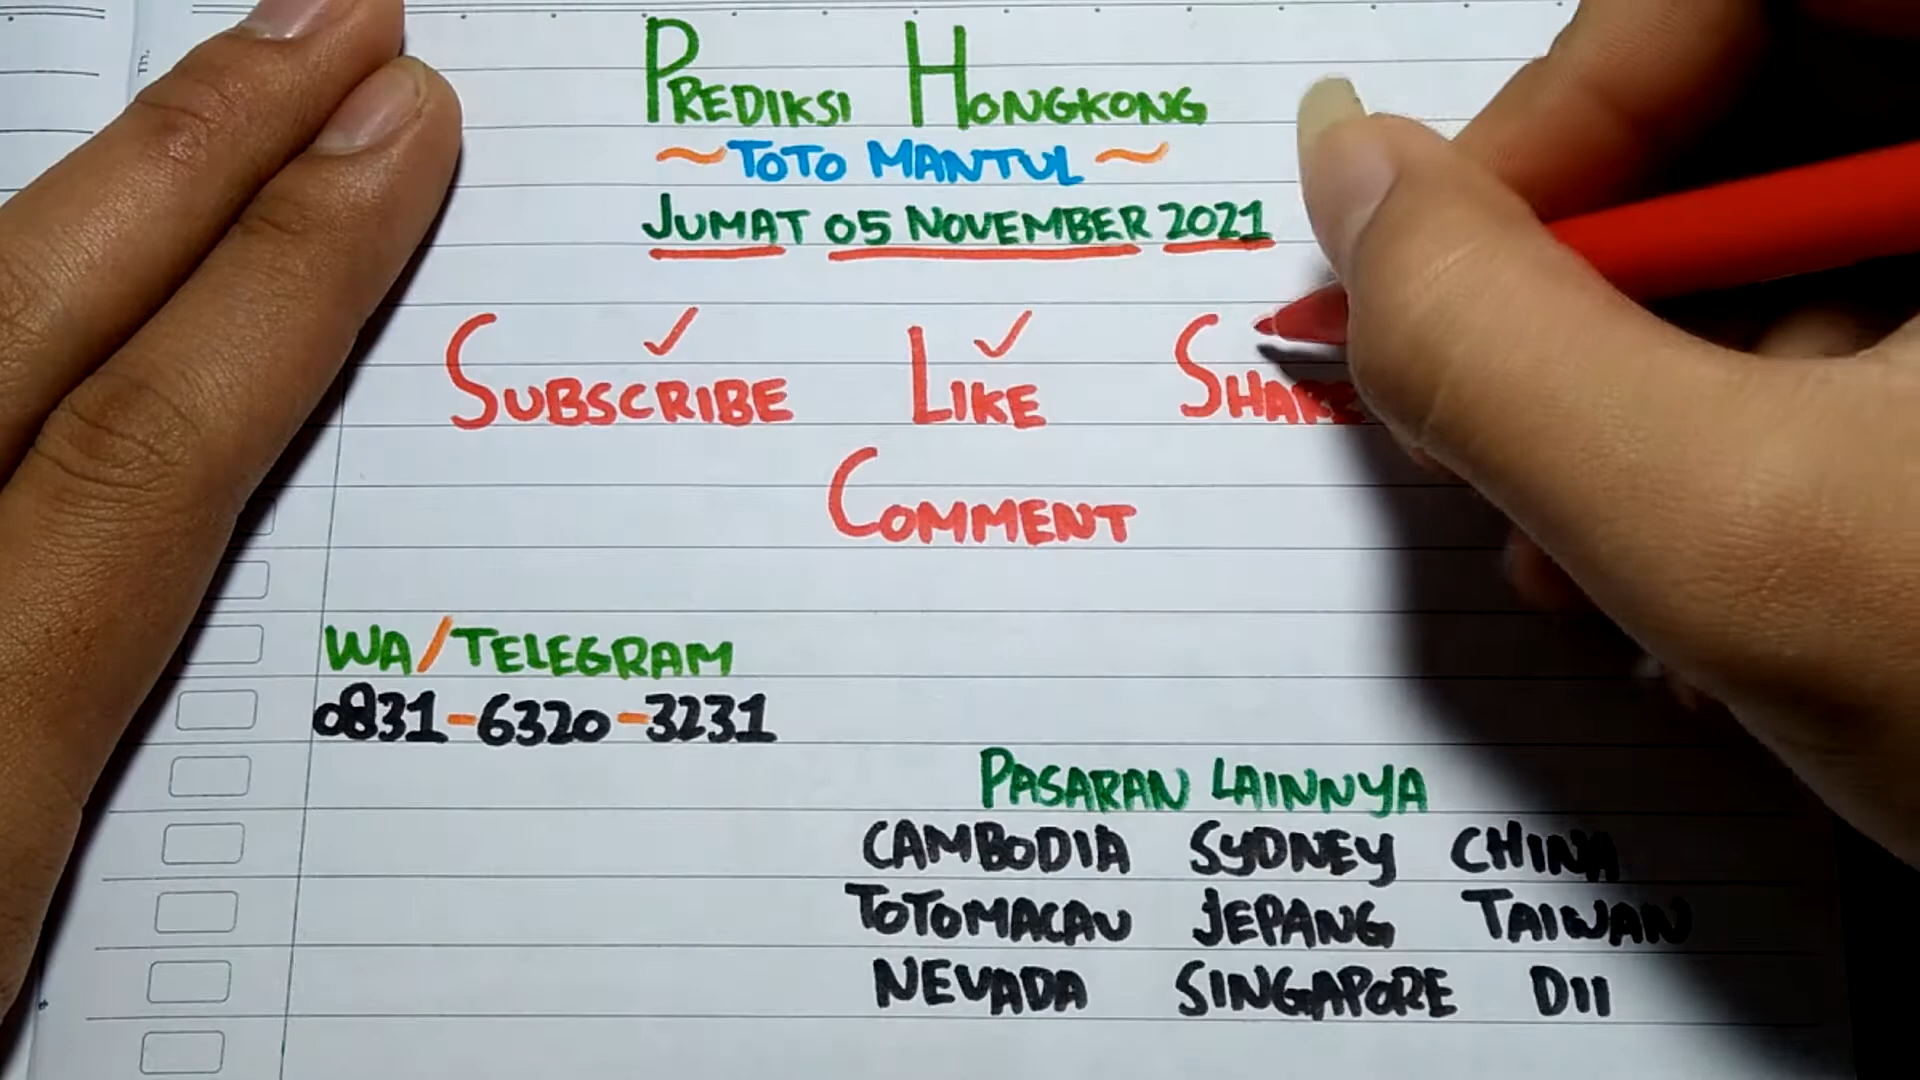 PREDIKSI HONGKONG
~TOTO MANTUL~
JUMAT 05 NOVEMBER 2021
SUBSCRIBE LIKE SHARE
COMMENT
WA/TELEGRAM
0831-6320-3231
PASARAN LAINNYA
CAMBODIA SYDNEY CHINA
TOTOMACAU JEPANG TAIWAN
NEVADA SINGAPORE Dll